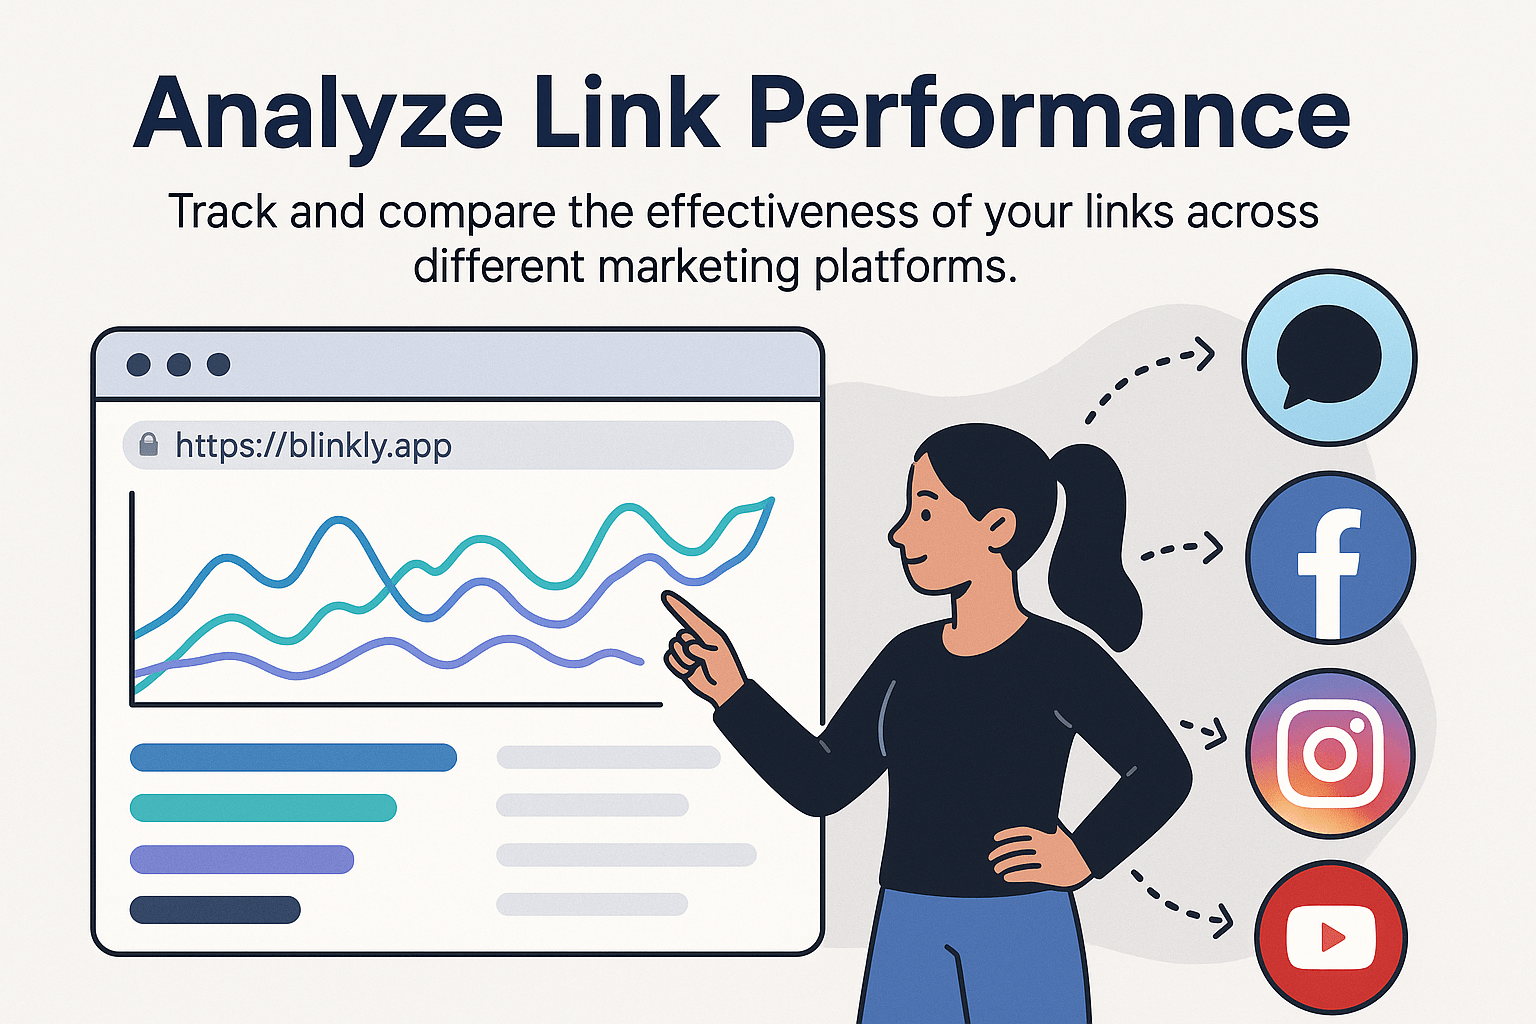 Analyze Link Performance
Track and compare the effectiveness of your links across
different marketing platforms.
https://blinkly.app